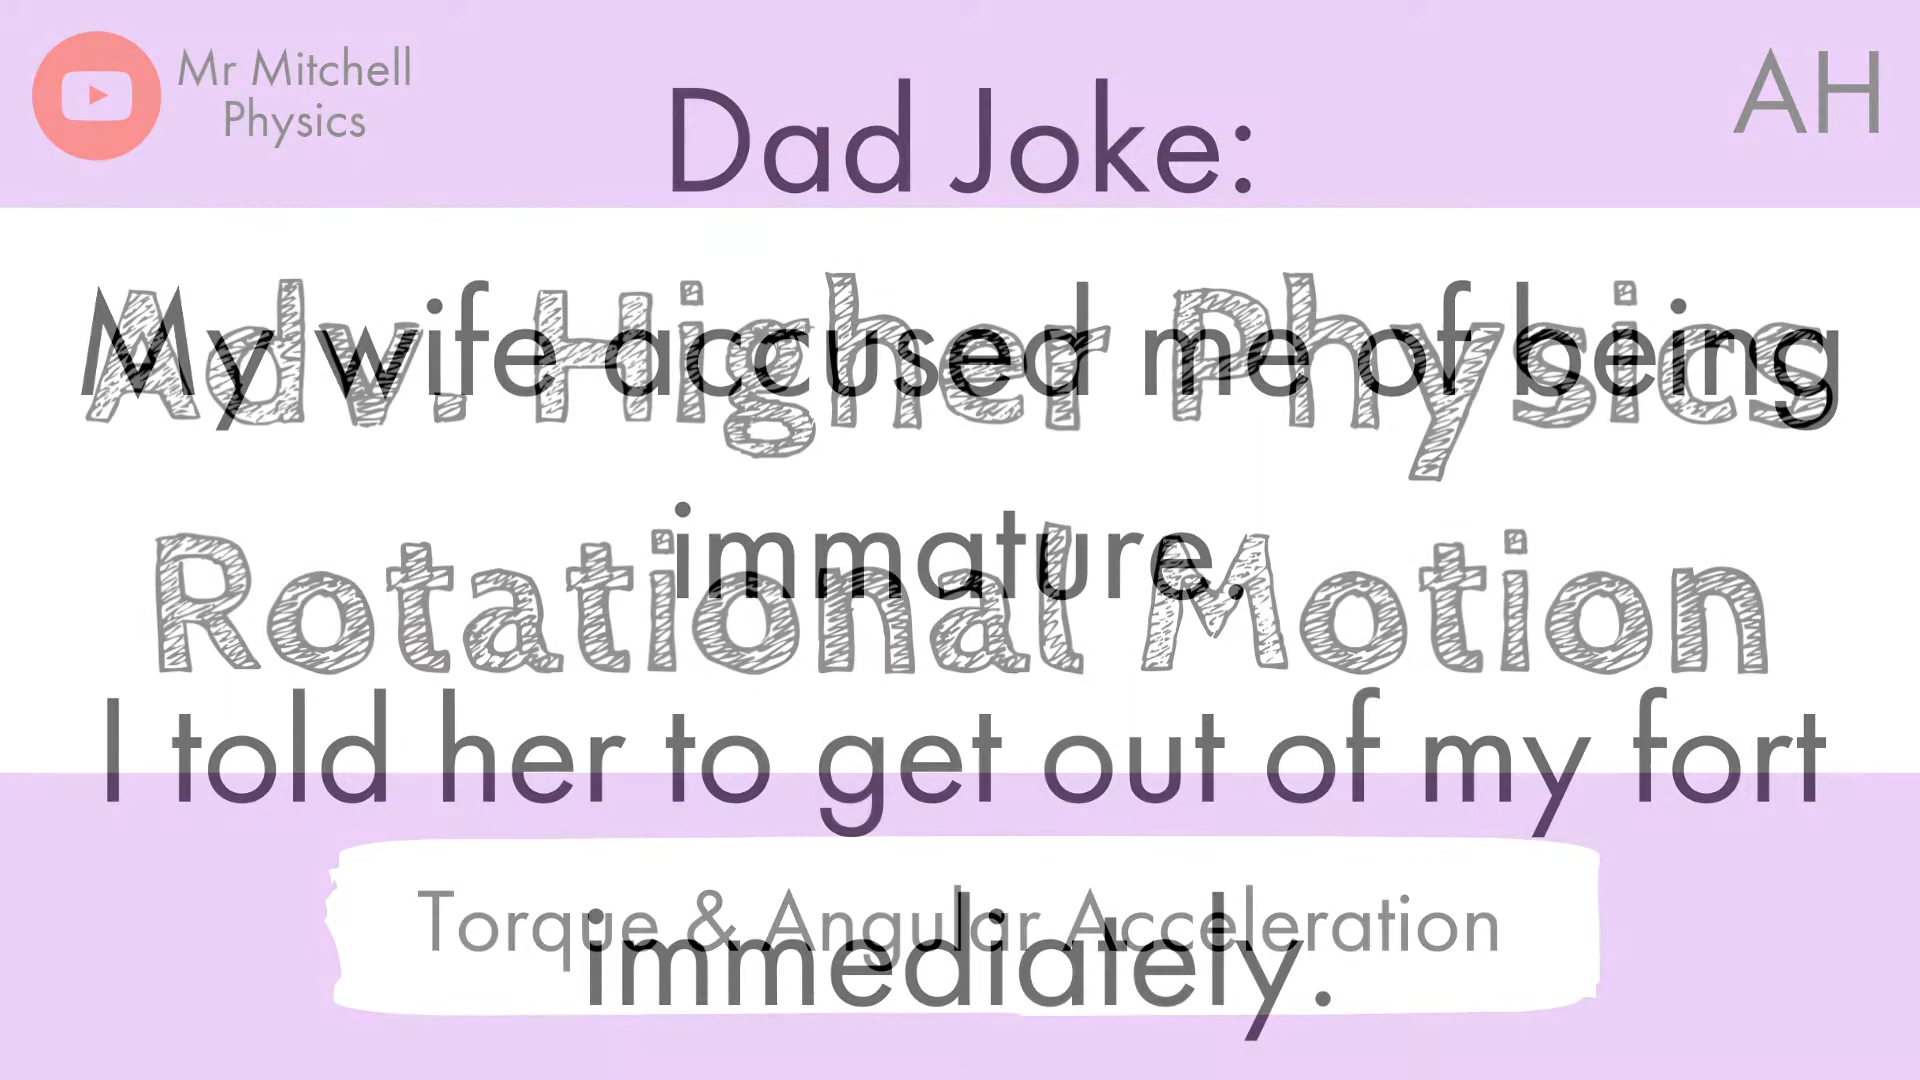 Mr Mitchell
Physics
AH
Dad Joke:
My wife accused me of being
immature.
I told her to get out of my fort
immediately.
Adv. Higher Physics
Rotational Motion
Torque & Angular Acceleration